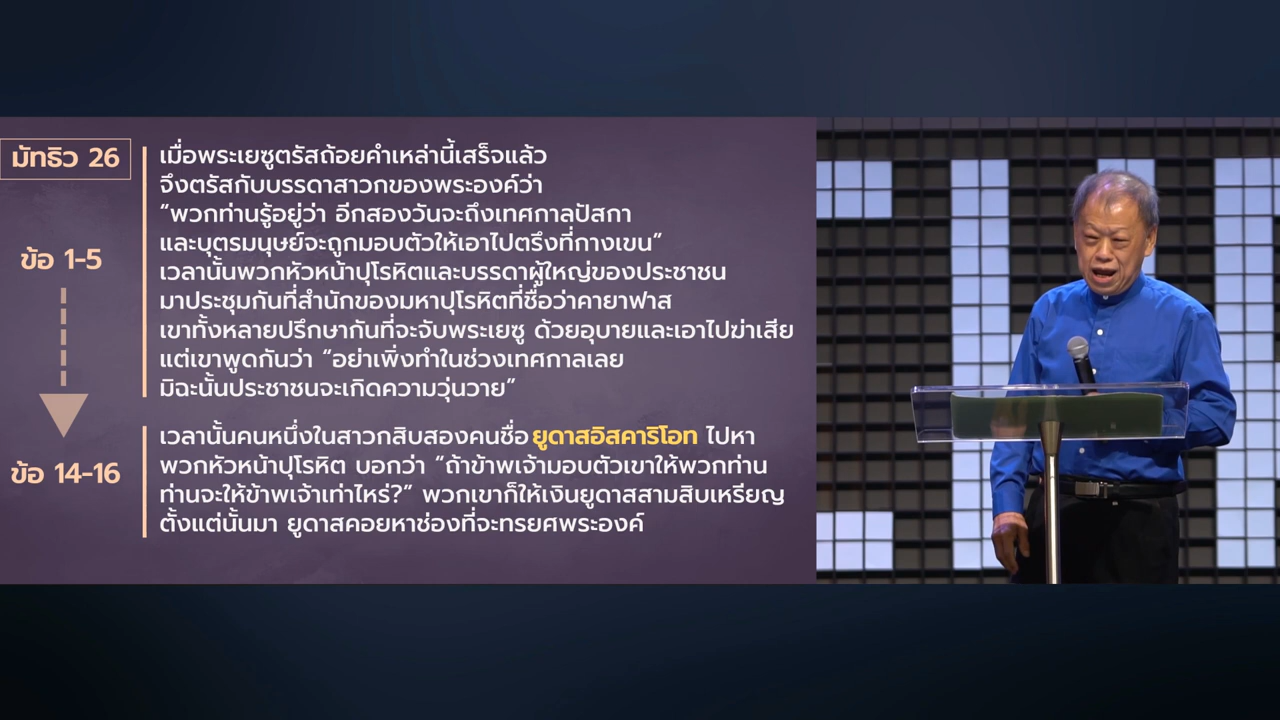 มัทธิว 26
ข้อ 1-5
เมื่อพระเยซูตรัสถ้อยคำเหล่านี้เสร็จแล้ว
จึงตรัสกับบรรดาสาวกของพระองค์ว่า
“พวกท่านรู้อยู่ว่า อีกสองวันจะถึงเทศกาลปัสกา
และบุตรมนุษย์จะถูกมอบตัวให้เอาไปตรึงที่กางเขน”
เวลานั้นพวกหัวหน้าปุโรหิตและบรรดาผู้ใหญ่ของประชาชน
มาประชุมกันที่สำนักของมหาปุโรหิตที่ชื่อว่าคายาฟาส
เขาทั้งหลายปรึกษากันที่จะจับพระเยซู ด้วยอุบายและเอาไปฆ่าเสีย
แต่เขาพูดกันว่า “อย่าเพิ่งทำในช่วงเทศกาลเลย
มิฉะนั้นประชาชนจะเกิดความวุ่นวาย”
ข้อ 14-16
เวลานั้นคนหนึ่งในสาวกสิบสองคนชื่อ ยูดาสอิสคาริโอท ไปหา
พวกหัวหน้าปุโรหิต บอกว่า “ถ้าข้าพเจ้ามอบตัวเขาให้พวกท่าน
ท่านจะให้ข้าพเจ้าเท่าไหร่?” พวกเขาก็ให้เงินยูดาสสามสิบเหรียญ
ตั้งแต่นั้นมา ยูดาสคอยหาช่องที่จะทรยศพระองค์